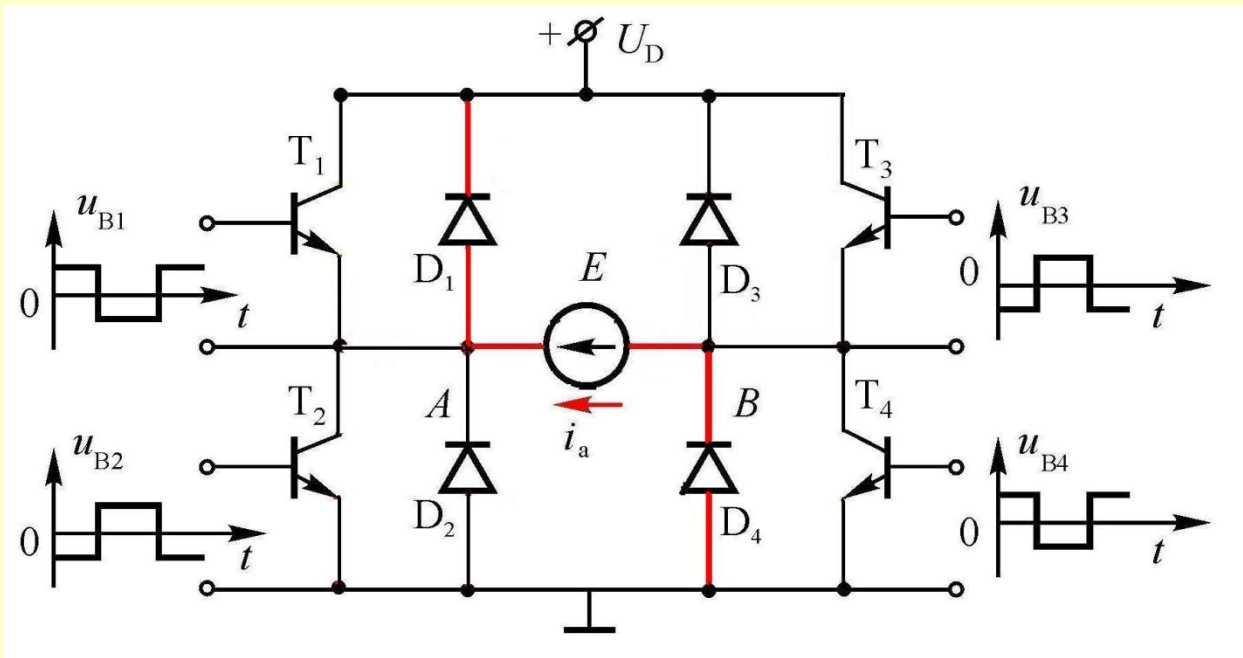 + U_D
T_1
T_3
u_B1
u_B3
0
t
D_1
E
D_3
0
t
T_2
A
i_a
B
T_4
u_B2
u_B4
0
t
D_2
D_4
0
t